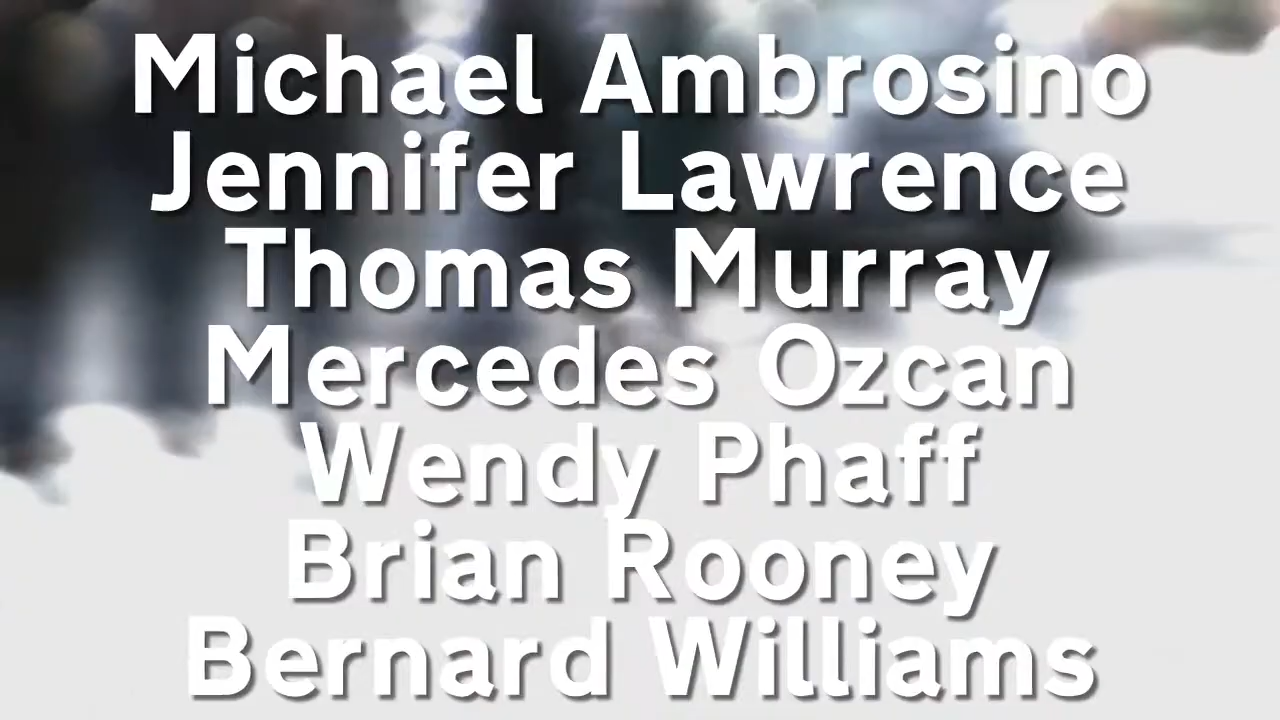 Michael Ambrosino
Jennifer Lawrence
Thomas Murray
Mercedes Ozcan
Wendy Phaff
Brian Rooney
Bernard Williams